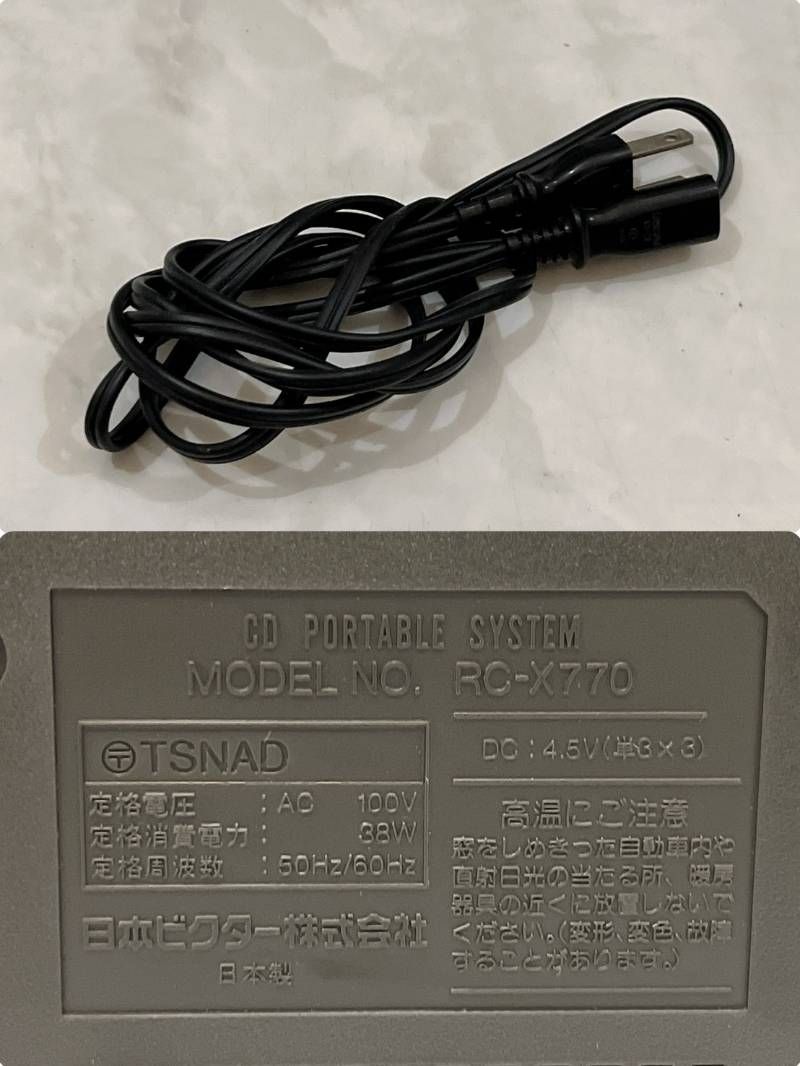 CD PORTABLE SYSTEM
MODEL NO. RC-X770
〒TSNAD
定格電圧 : AC 100V
定格消費電力 : 38W
定格周波数 : 50Hz/60Hz
日本ビクター株式会社
日本製
DC : 4.5V(単3×3)
高温にご注意
窓をしめきった自動車内や
直射日光の当たる所、暖房
器具の近くに放置しないで
ください。(変形、変色、故障
することがあります。)